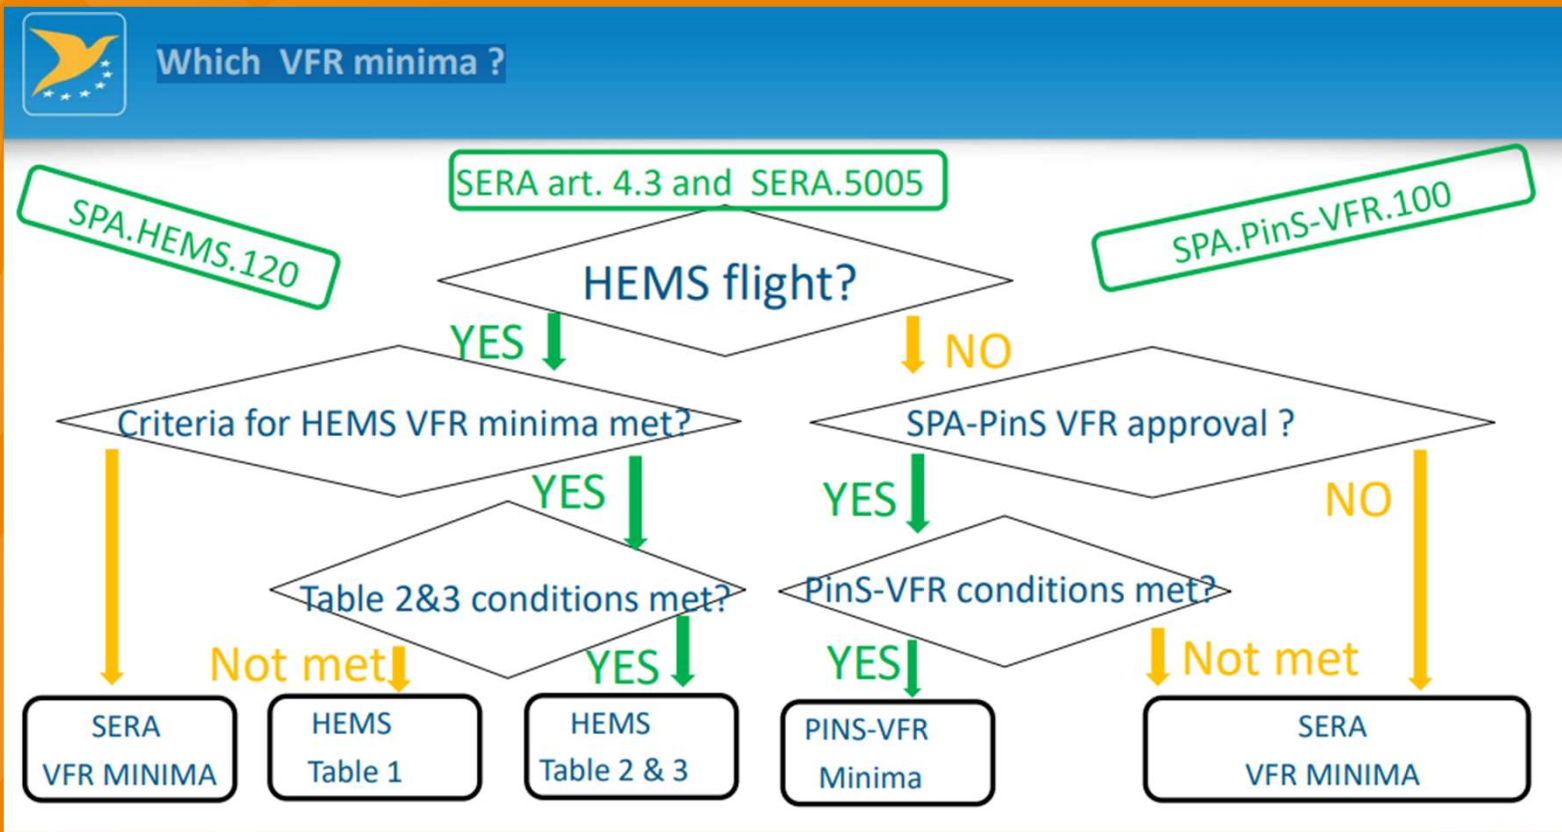 Which VFR minima ?
SERA art. 4.3 and SERA.5005
SPA.HEMS.120
SPA.PinS-VFR.100
HEMS flight?
YES
NO
Criteria for HEMS VFR minima met?
SPA-PinS VFR approval ?
YES
YES
NO
Table 2&3 conditions met?
PinS-VFR conditions met?
Not met
YES
YES
Not met
SERA
VFR MINIMA
HEMS
Table 1
HEMS
Table 2 & 3
PINS-VFR
Minima
SERA
VFR MINIMA